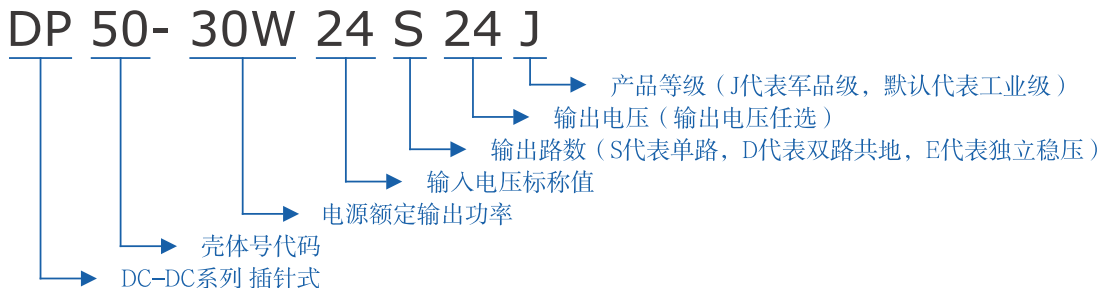 DP 50- 30W 24 S 24 J
产品等级（J代表军品级，默认代表工业级）
输出电压（输出电压任选）
输出路数（S代表单路，D代表双路共地，E代表独立稳压）
输入电压标称值
电源额定输出功率
壳体号代码
DC-DC系列 插针式